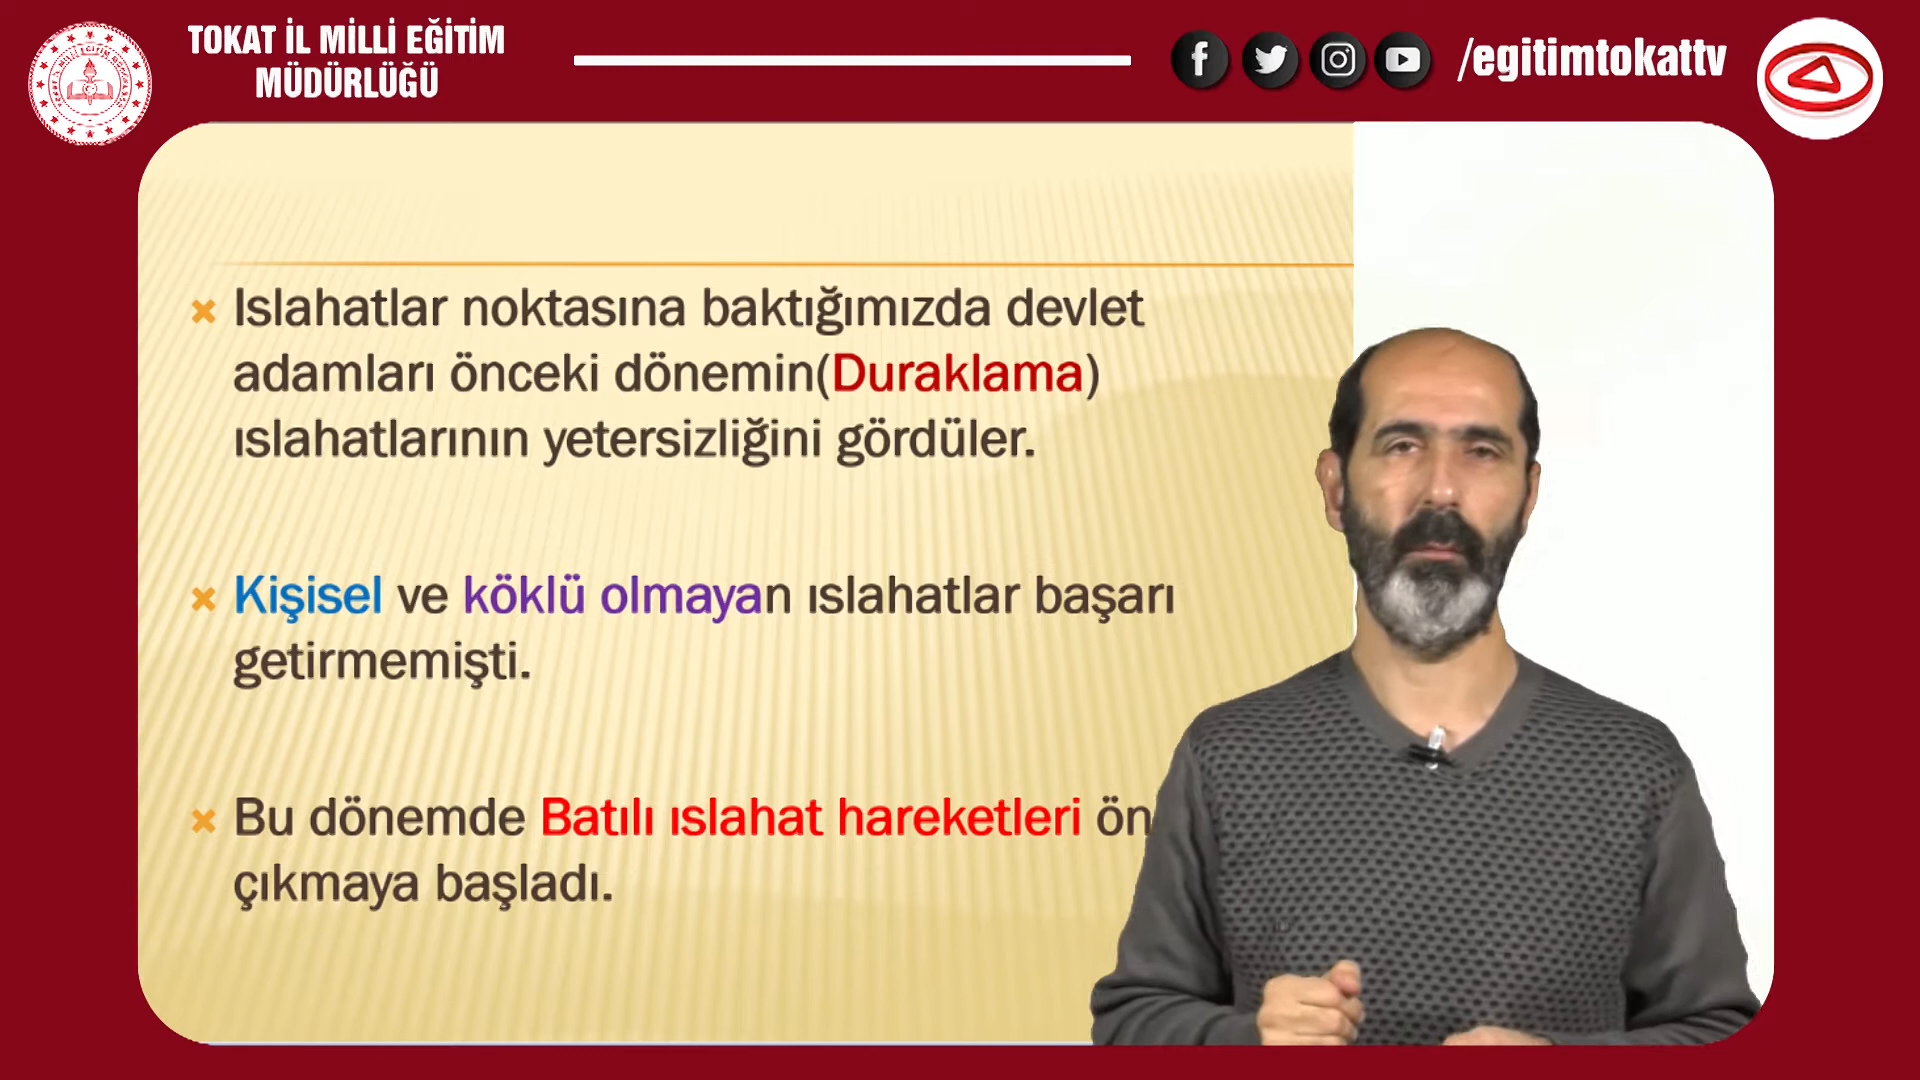 TOKAT İL MİLLİ EĞİTİM
MÜDÜRLÜĞÜ
/egitimtokattv
Islahatlar noktasına baktığımızda devlet
adamları önceki dönemin(Duraklama)
ıslahatlarının yetersizliğini gördüler.
Kişisel ve köklü olmayan ıslahatlar başarı
getirmemişti.
Bu dönemde Batılı ıslahat hareketleri ön
çıkmaya başladı.